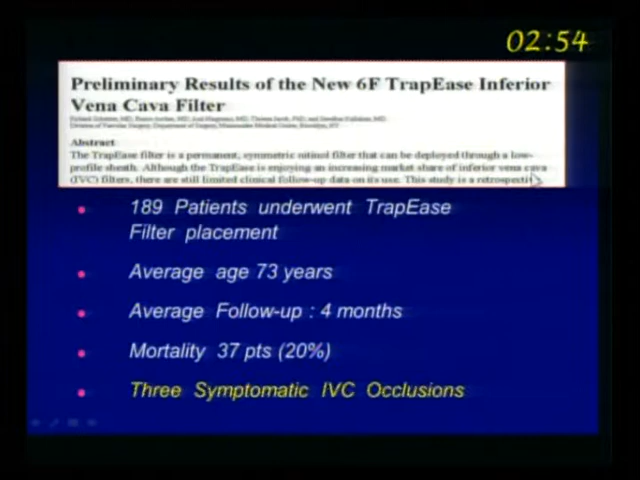 02:54
Preliminary Results of the New 6F TrapEase Inferior
Vena Cava Filter
Abstract
The TrapEase filter is a permanent, symmetric nitinol filter that can be deployed through a low-
profile sheath. Although the TrapEase is enjoying an increasing market share of inferior vena cava
(IVC) filters, there are still limited clinical follow-up data on its use. This study is a retrospecti
• 189 Patients underwent TrapEase
Filter placement
• Average age 73 years
• Average Follow-up : 4 months
• Mortality 37 pts (20%)
• Three Symptomatic IVC Occlusions